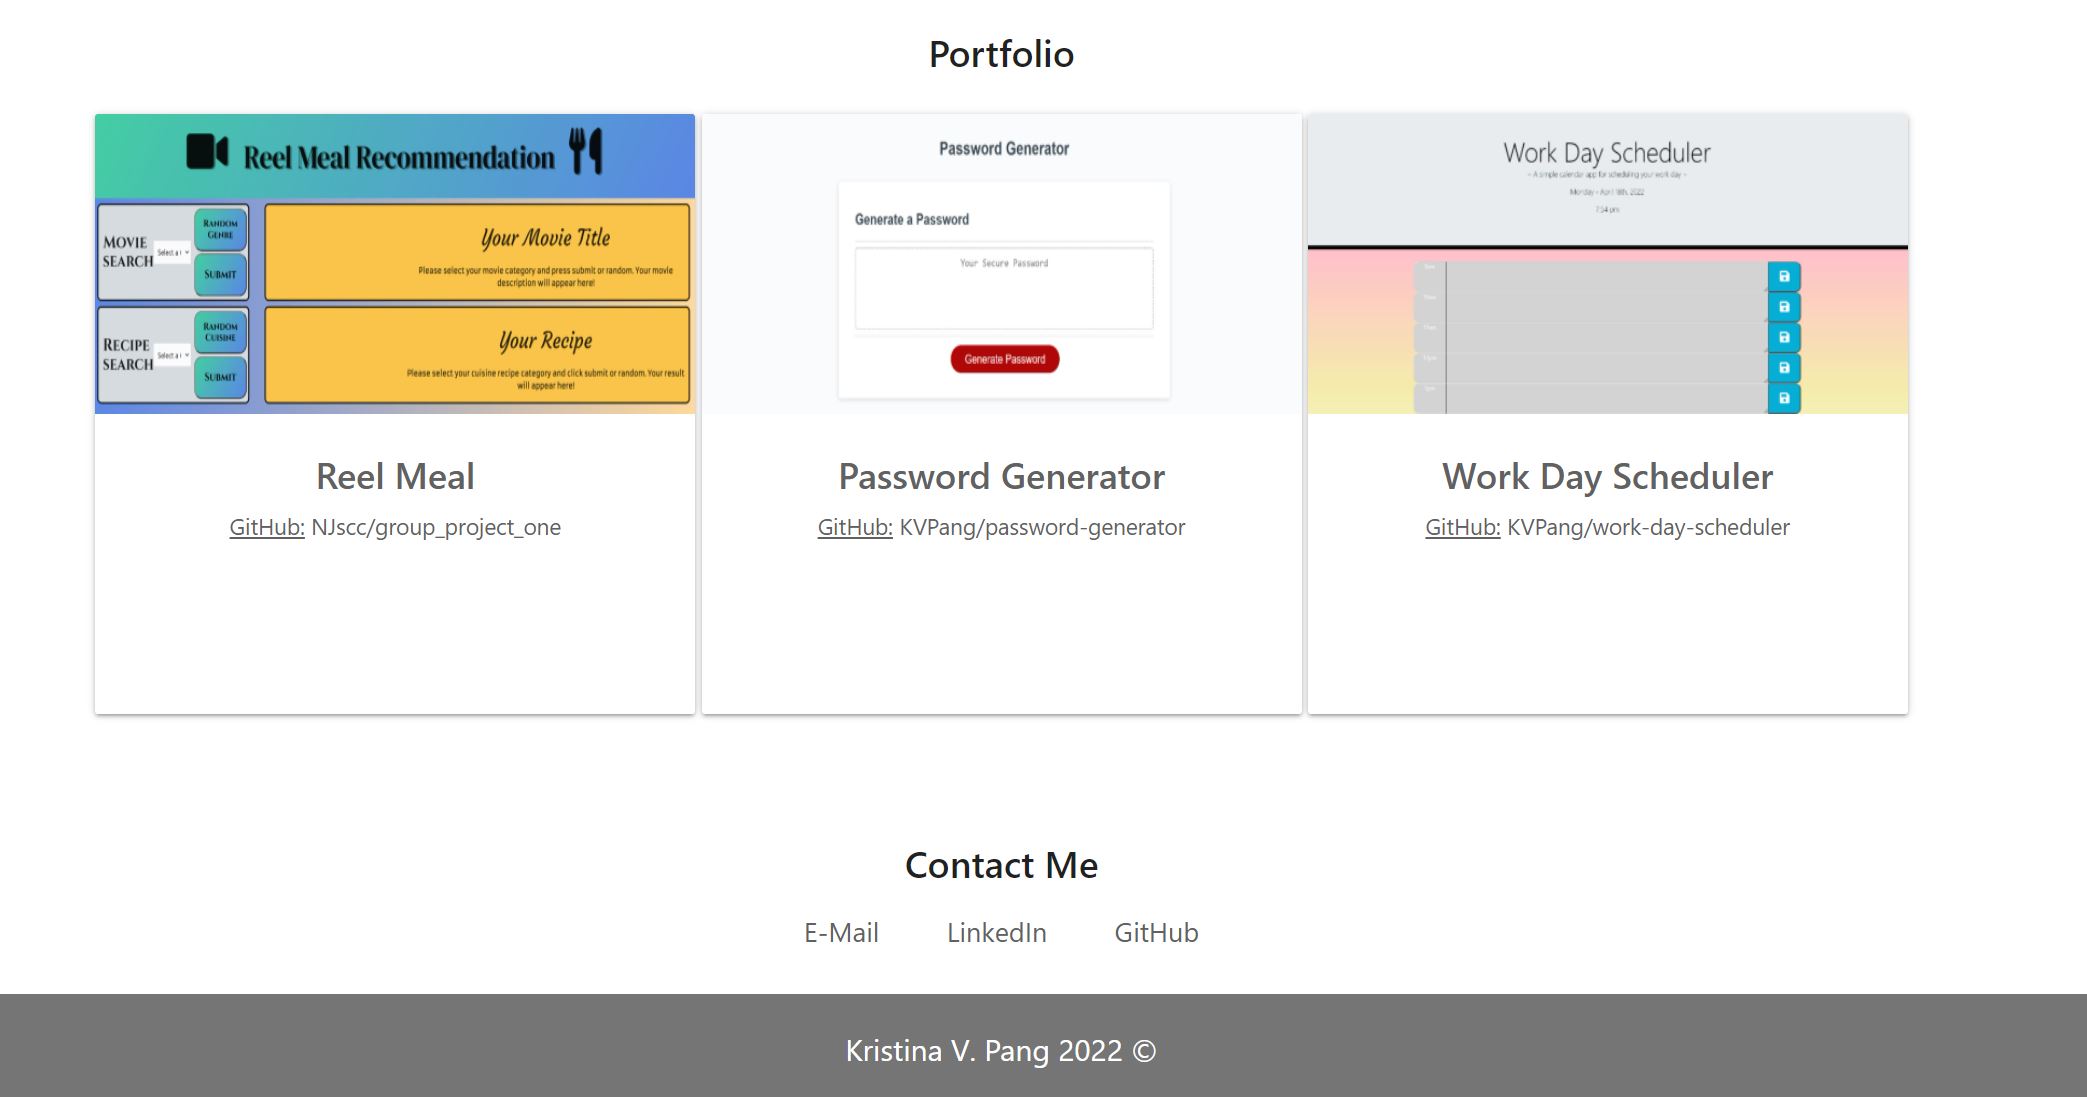 Portfolio
Reel Meal Recommendation
MOVIE SEARCH
RANDOM GENRE
SUBMIT
Your Movie Title
Please select your movie category and press submit or random. Your movie
description will appear here!
RECIPE SEARCH
RANDOM CUISINE
SUBMIT
Your Recipe
Please select your cuisine recipe category and click submit or random. Your result
will appear here!
Password Generator
Generate a Password
Your Secure Password
Generate Password
Work Day Scheduler
~ A simple calendar app for scheduling your work day ~
Monday - April 18th, 2022
7:54 pm
Reel Meal
GitHub: NJscc/group_project_one
Password Generator
GitHub: KVPang/password-generator
Work Day Scheduler
GitHub: KVPang/work-day-scheduler
Contact Me
E-Mail LinkedIn GitHub
Kristina V. Pang 2022 ©